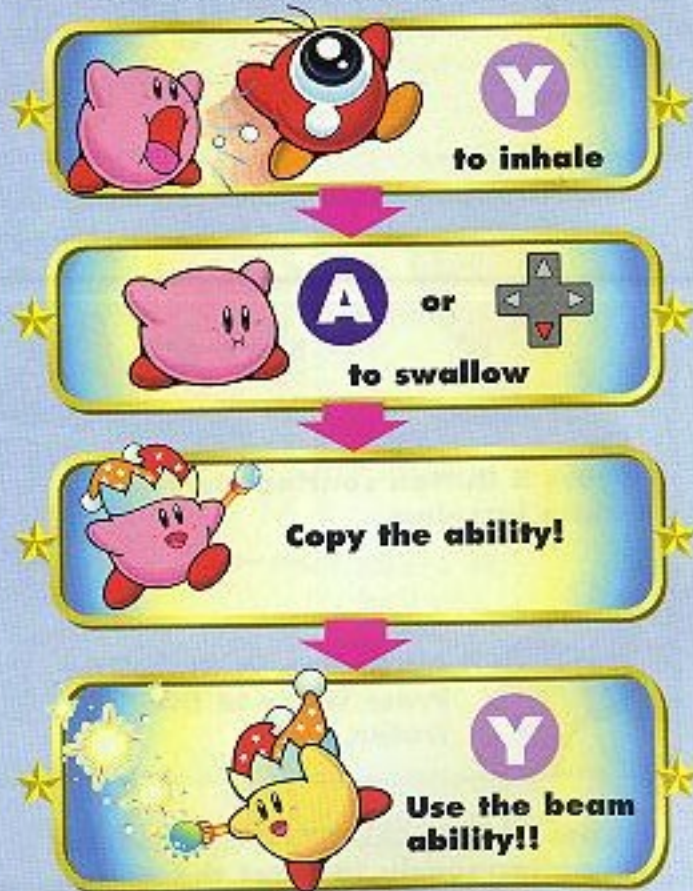 Y
to inhale
A or
to swallow
Copy the ability!
Y
Use the beam
ability!!